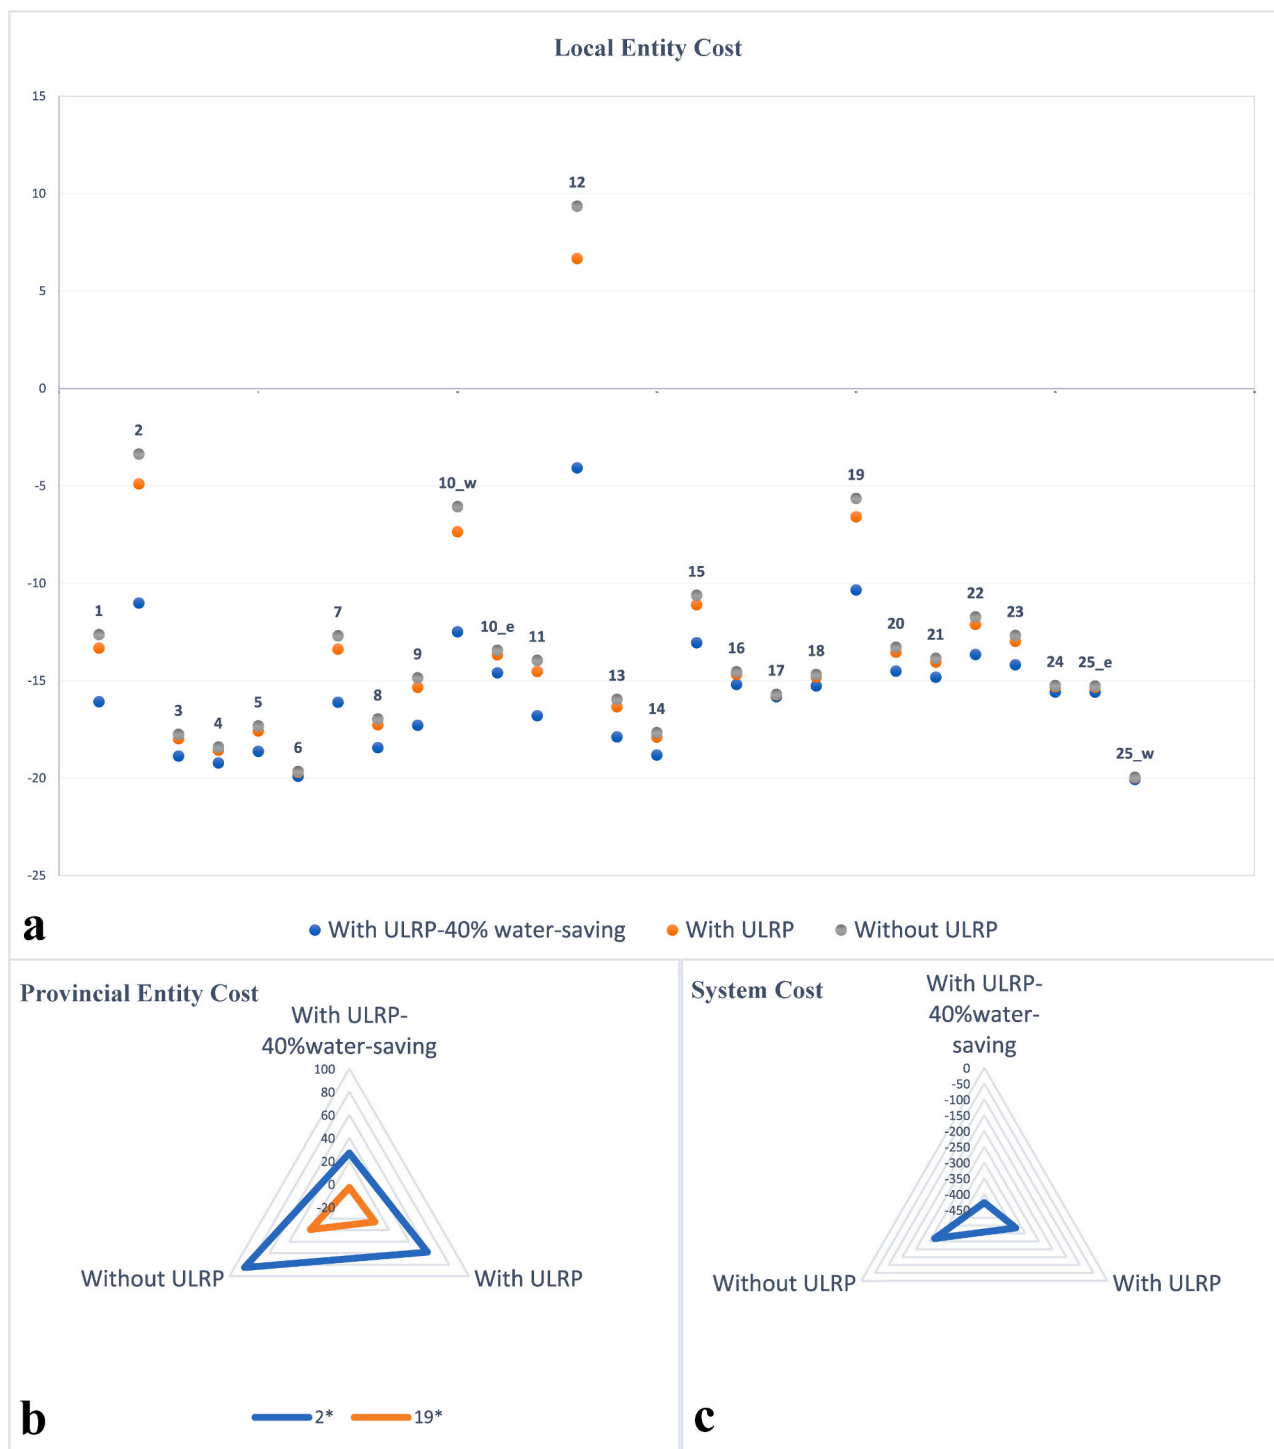 Local Entity Cost
15
10
5
0
-5
-10
-15
-20
-25
1
2
3
4
5
6
7
8
9
10_w
10_e
11
12
13
14
15
16
17
18
19
20
21
22
23
24
25_e
25_w
a
With ULRP-40% water-saving
With ULRP
Without ULRP
Provincial Entity Cost
With ULRP-
40%water-saving
100
80
60
40
20
0
-20
Without ULRP
With ULRP
b
2*
19*
System Cost
With ULRP-
40%water-
saving
0
-50
-100
-150
-200
-250
-300
-350
-400
-450
Without ULRP
With ULRP
c